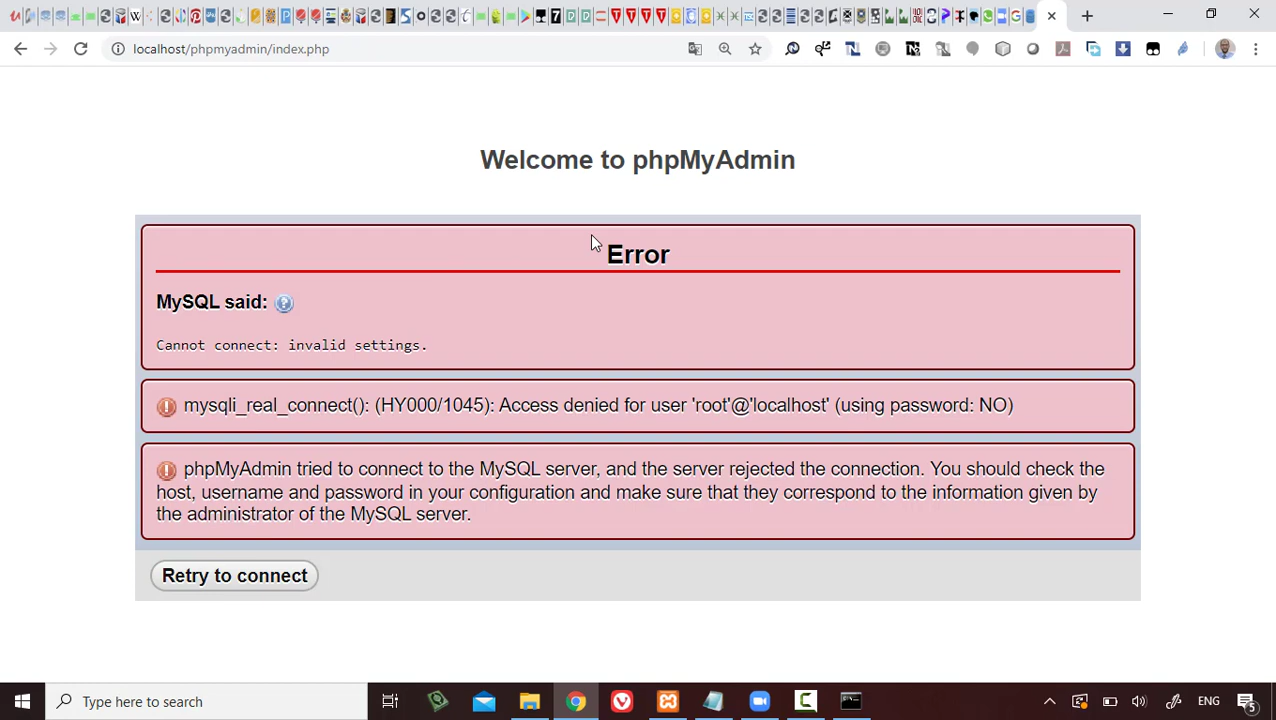 localhost/phpmyadmin/index.php
Welcome to phpMyAdmin
Error
MySQL said:
Cannot connect: invalid settings.
mysqli_real_connect(): (HY000/1045): Access denied for user 'root'@'localhost' (using password: NO)
phpMyAdmin tried to connect to the MySQL server, and the server rejected the connection. You should check the
host, username and password in your configuration and make sure that they correspond to the information given by
the administrator of the MySQL server.
Retry to connect
Type here to search
ENG
5